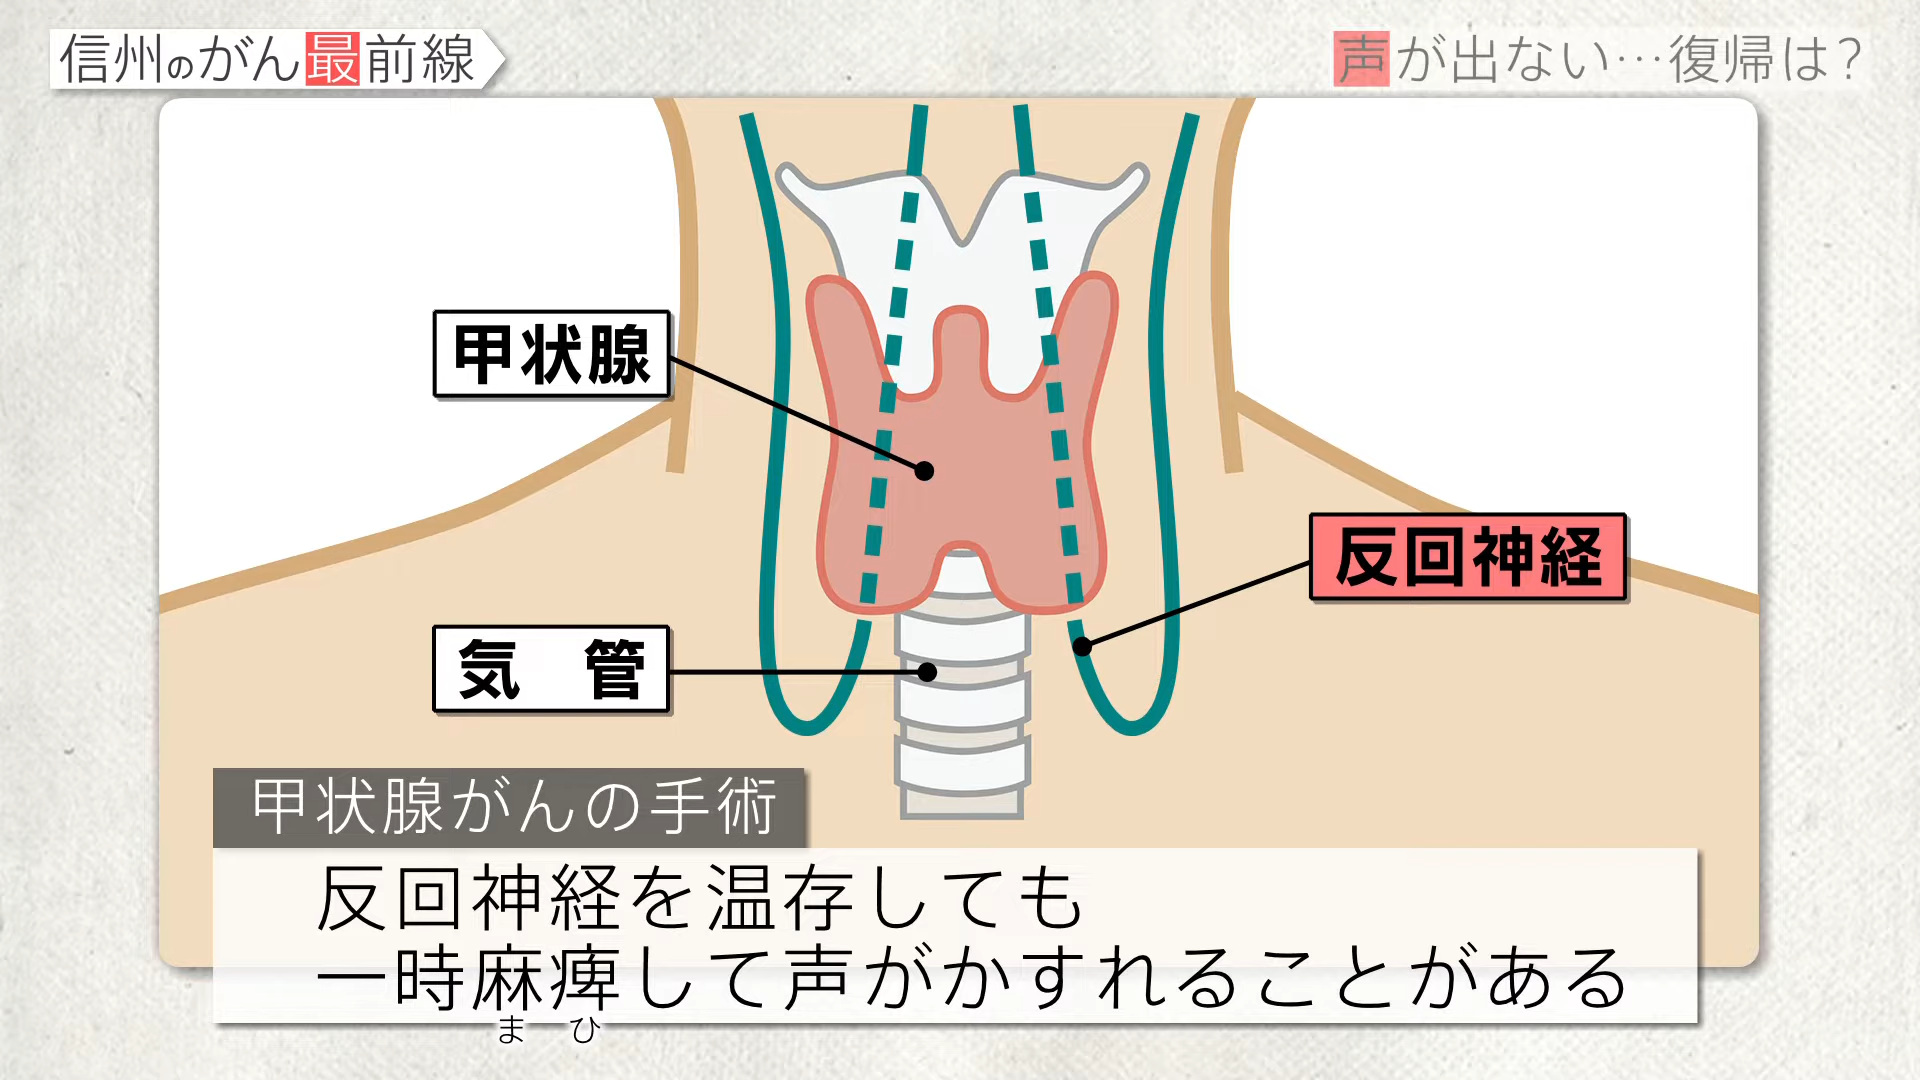 信州のがん最前線
声が出ない…復帰は？
甲状腺
反回神経
気　管
甲状腺がんの手術
反回神経を温存しても
一時麻痺して声がかすれることがある
まひ